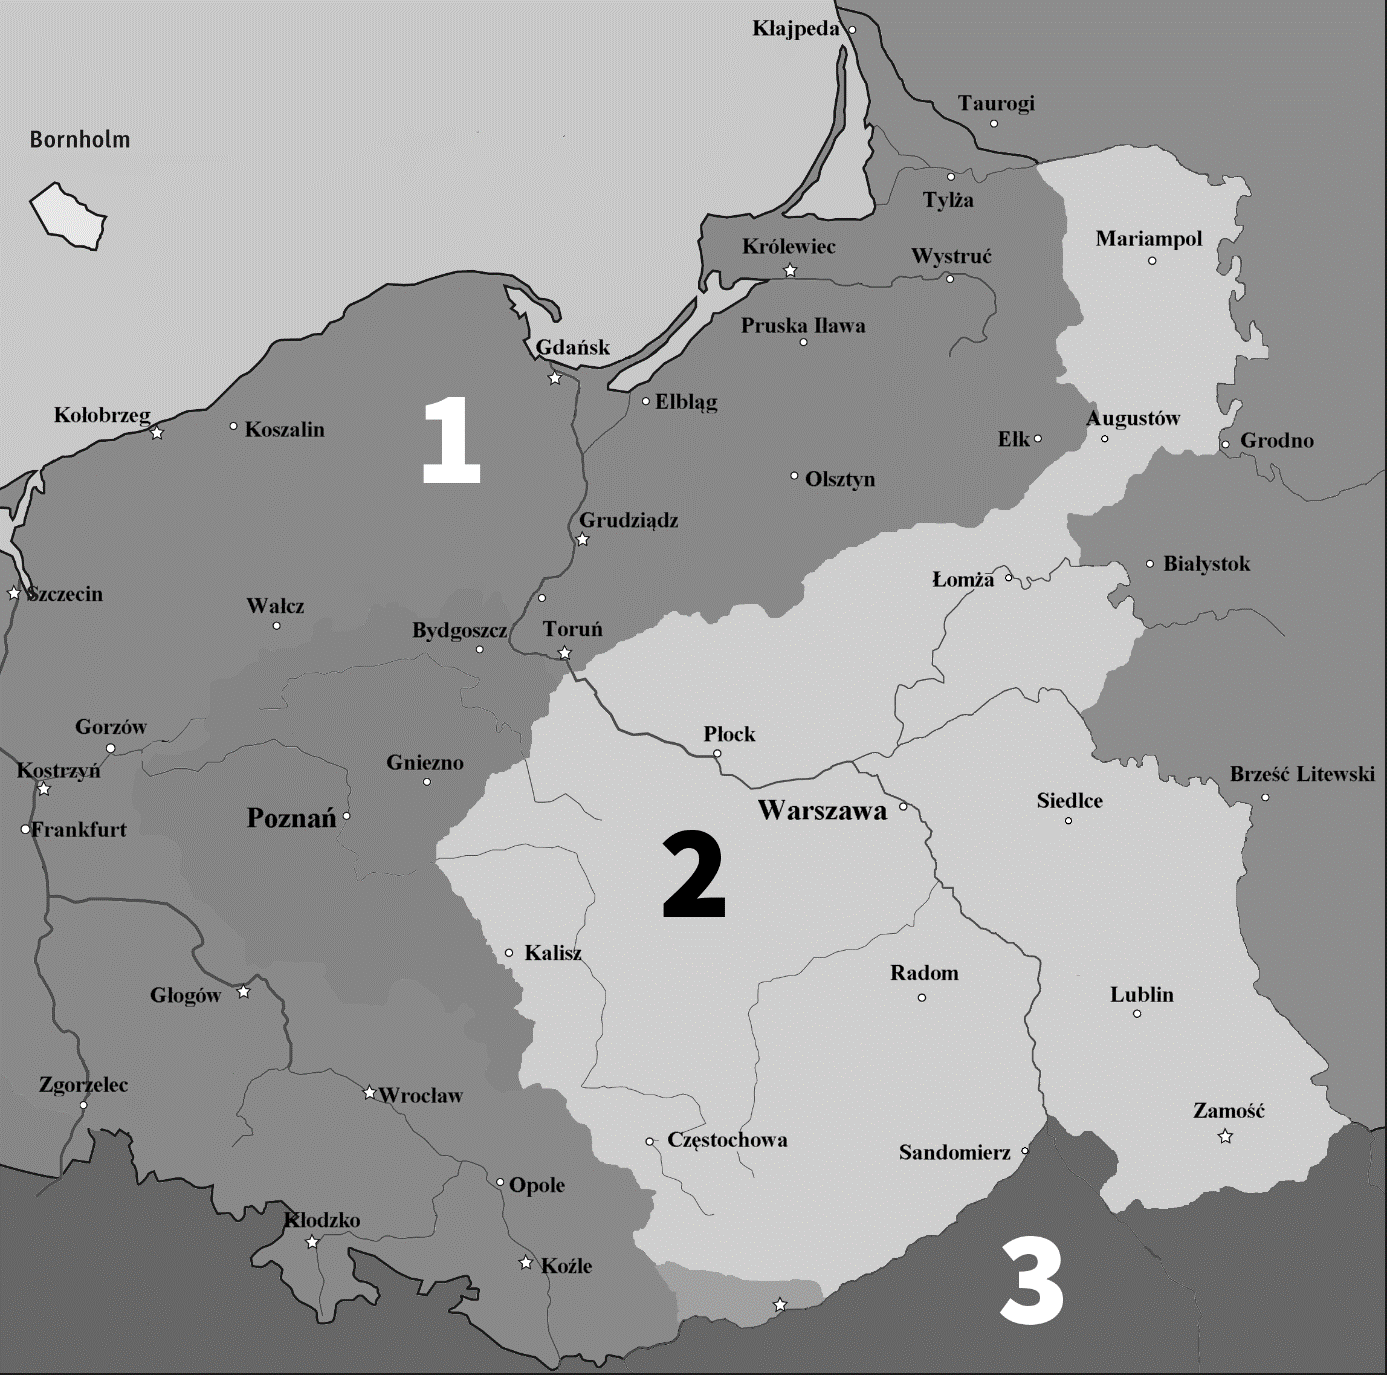 Kłajpeda
Taurogi
Bornholm
Tylża
Mariampol
Królewiec
Wystruć
Pruska Iława
Gdańsk
Elbląg
Kołobrzeg
Koszalin
1
Augustów
Ełk
Grodno
Olsztyn
Grudziądz
Białystok
Łomża
Szczecin
Wałcz
Bydgoszcz
Toruń
Gorzów
Płock
Kostrzyń
Gniezno
Brześć Litewski
Siedlce
Poznań
Warszawa
Frankfurt
2
Kalisz
Radom
Głogów
Lublin
Zgorzelec
Wrocław
Zamość
Częstochowa
Sandomierz
Opole
Kłodzko
Koźle
3